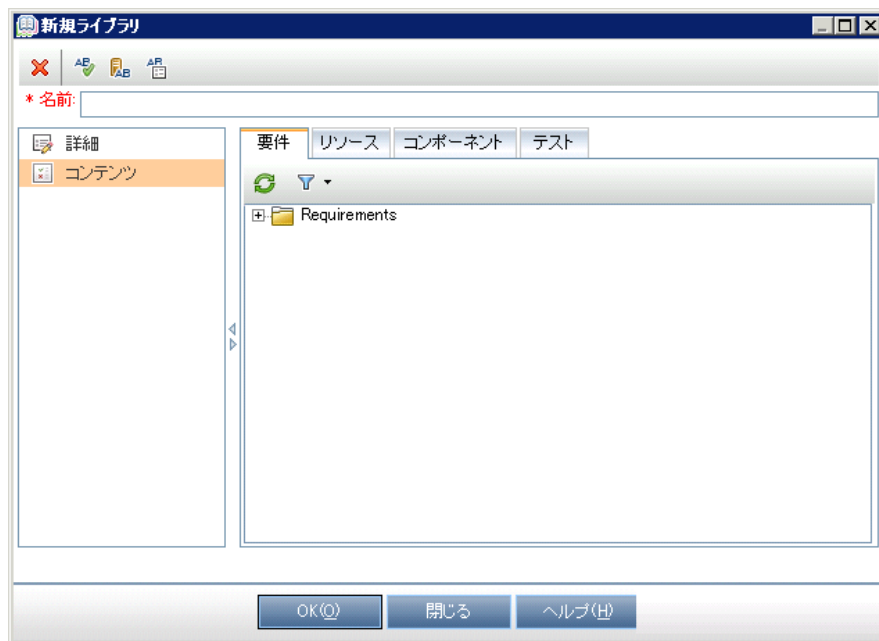 新規ライブラリ
* 名前:
詳細
コンテンツ
要件 リソース コンポーネント テスト
Requirements
OK(O) 閉じる ヘルプ(H)